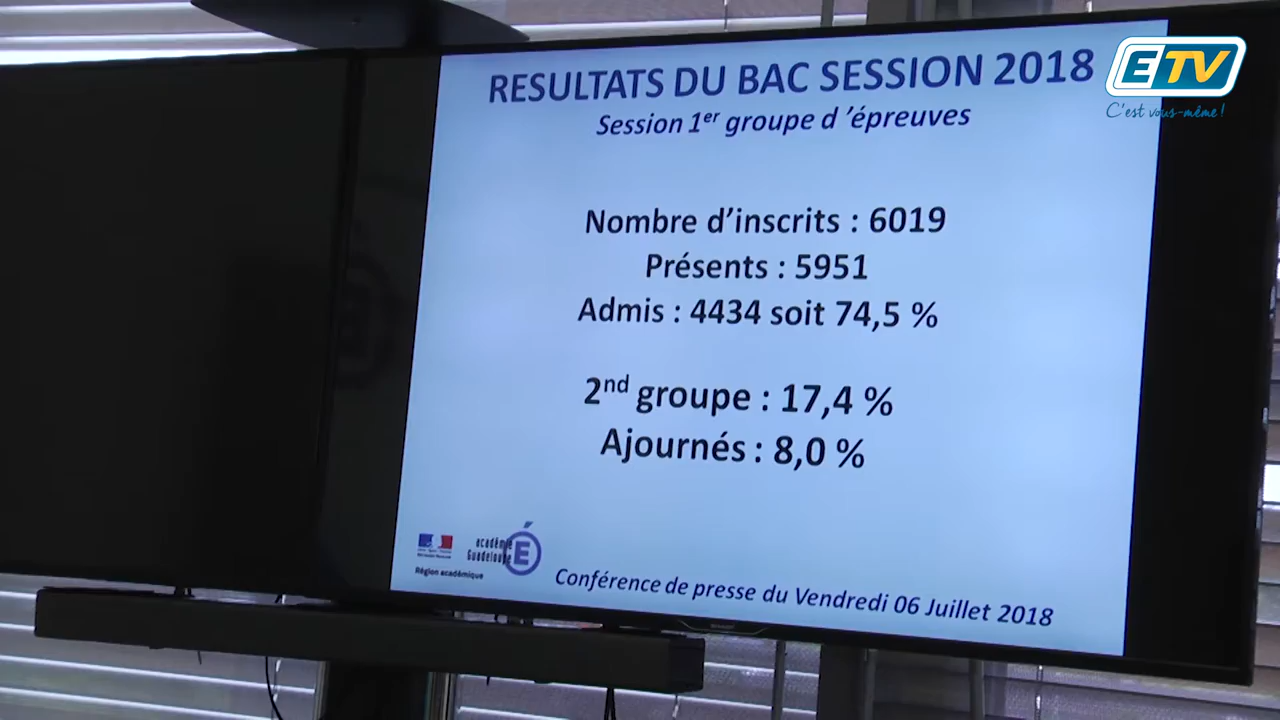 RESULTATS DU BAC SESSION 2018
Session 1er groupe d 'épreuves
ETV
C'est vous-même !
Nombre d'inscrits : 6019
Présents : 5951
Admis : 4434 soit 74,5 %
2nd groupe : 17,4 %
Ajournés : 8,0 %
académie
Guadeloupe
É
Région académique
Conférence de presse du Vendredi 06 Juillet 2018